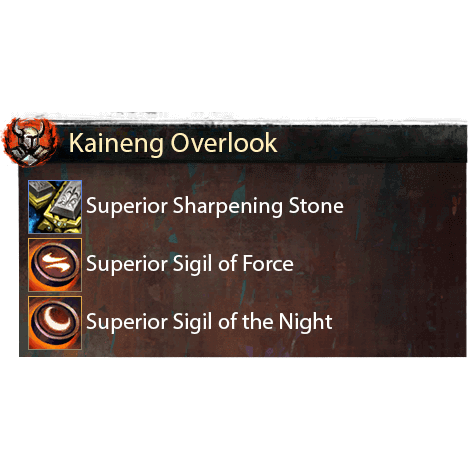 Kaineng Overlook
Superior Sharpening Stone
Superior Sigil of Force
Superior Sigil of the Night